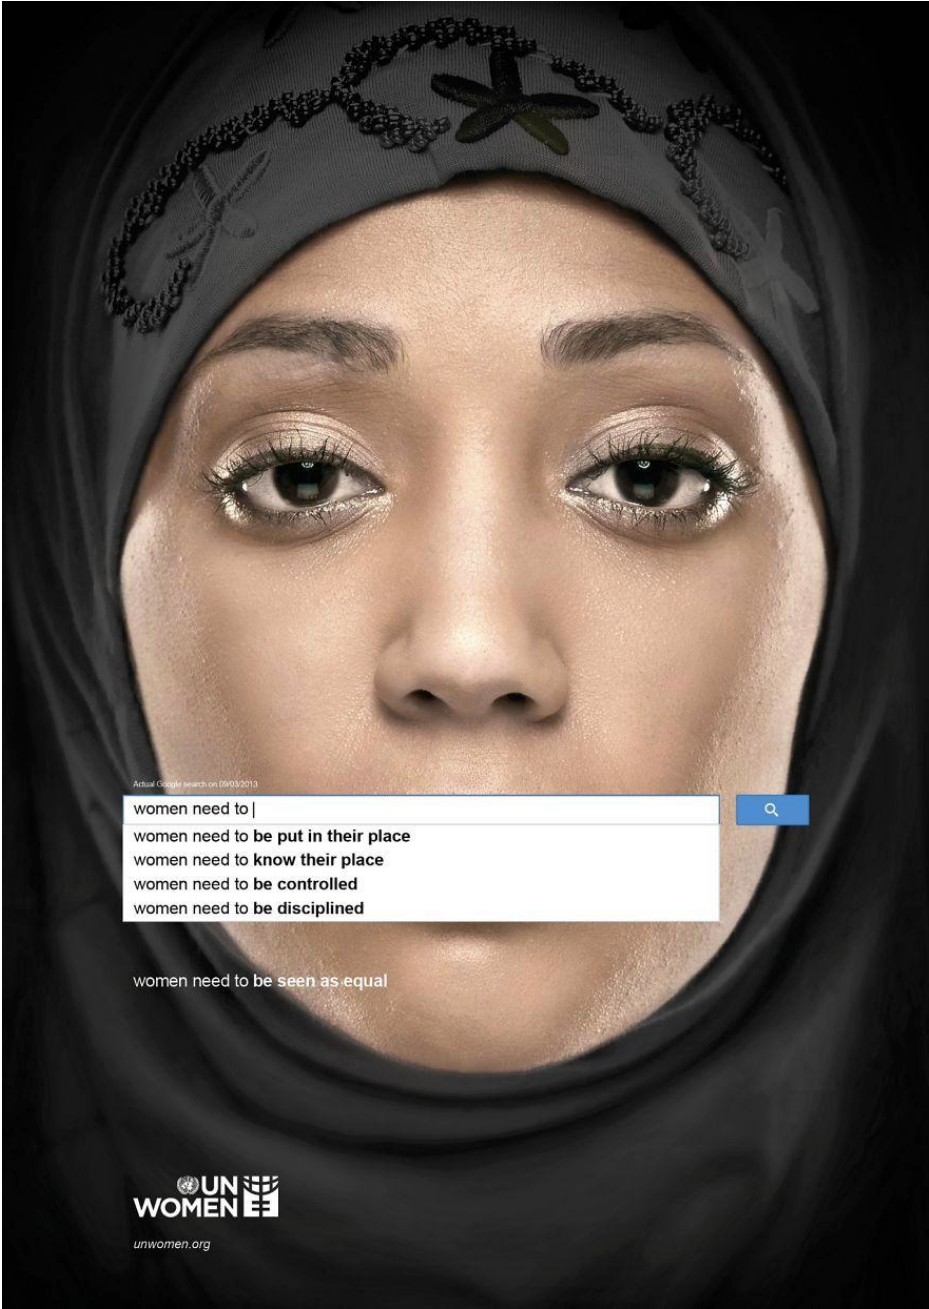 Actual Google search on 09/03/2013
women need to
women need to be put in their place
women need to know their place
women need to be controlled
women need to be disciplined
women need to be seen as equal
UN
WOMEN
unwomen.org